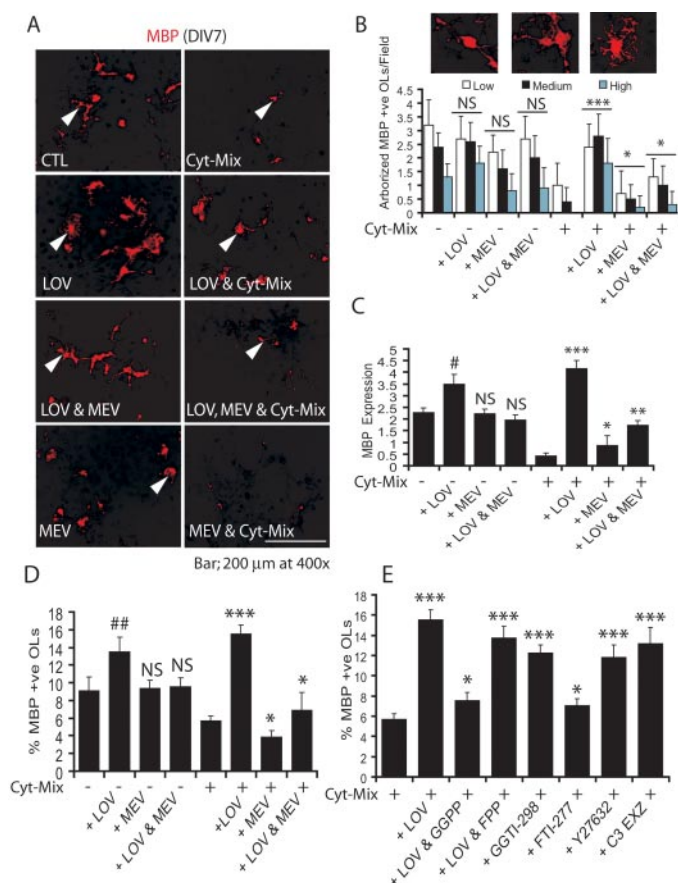 A
MBP (DIV7)
CTL
Cyt-Mix
LOV
LOV & Cyt-Mix
LOV & MEV
LOV, MEV & Cyt-Mix
MEV
MEV & Cyt-Mix
Bar; 200 µm at 400x
B
Low Medium High
Arborized MBP +ve OLs/Field
4.5
4
3.5
3
2.5
2
1.5
1
0.5
0
NS NS NS *** * *
Cyt-Mix - - - - + + + +
+ LOV
+ MEV
+ LOV & MEV
+ LOV
+ MEV
+ LOV & MEV
C
MBP Expression
4.5
3.5
2.5
1.5
0.5
0
# NS NS *** * **
Cyt-Mix - - - - + + + +
+ LOV
+ MEV
+ LOV & MEV
+ LOV
+ MEV
+ LOV & MEV
D
% MBP +ve OLs
18
16
14
12
10
8
6
4
2
0
## NS NS *** * *
Cyt-Mix - - - - + + + +
+ LOV
+ MEV
+ LOV & MEV
+ LOV
+ MEV
+ LOV & MEV
E
% MBP +ve OLs
18
16
14
12
10
8
6
4
2
0
*** * *** *** * *** ***
Cyt-Mix + + + + + + + +
+ LOV
+ LOV & GGPP
+ LOV & FPP
+ GGTI-298
+ FTI-277
+ Y27632
+ C3 EXZ